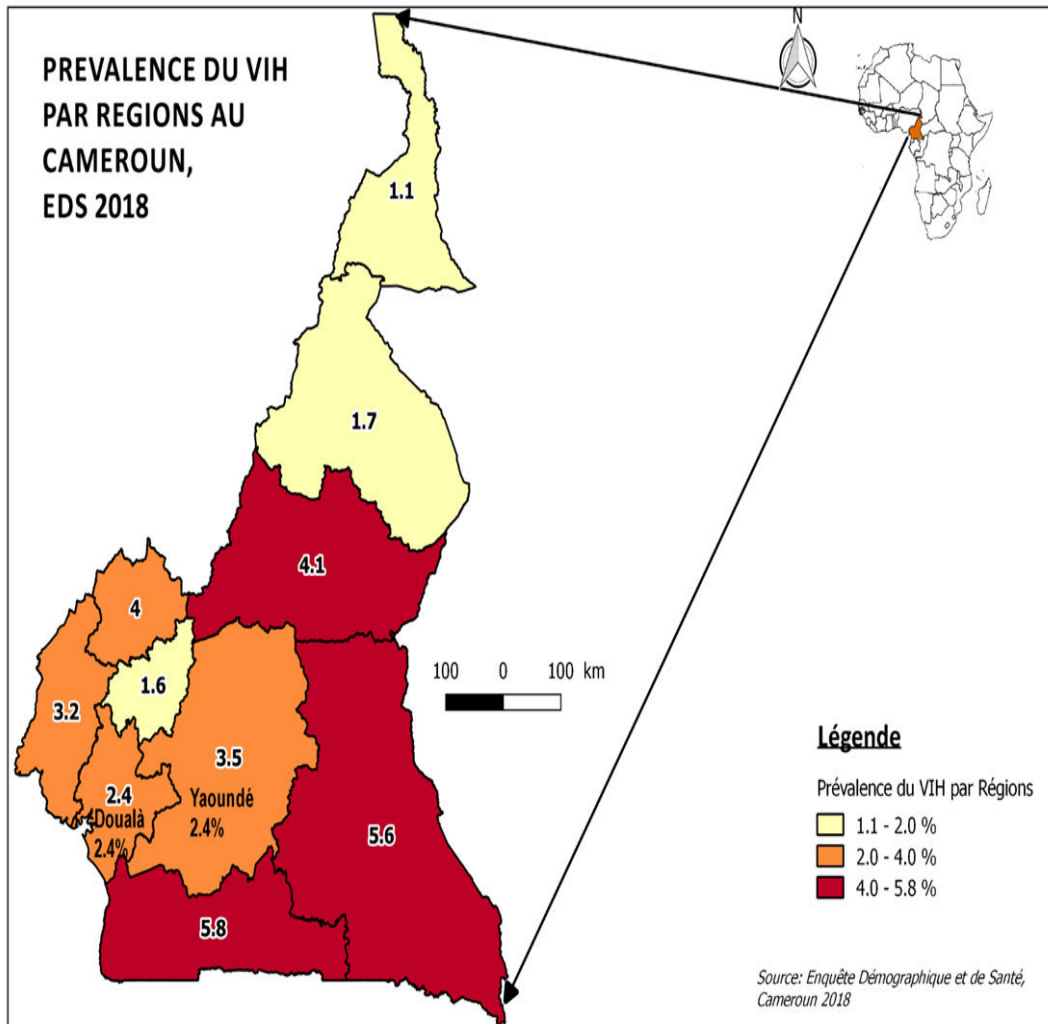 PREVALENCE DU VIH
PAR REGIONS AU
CAMEROUN,
EDS 2018
N
1.1
1.7
4.1
4
1.6
3.2
3.5
2.4
Yaoundé
2.4%
Doualà
2.4%
5.6
5.8
100 0 100 km
Légende
Prévalence du VIH par Régions
1.1 - 2.0 %
2.0 - 4.0 %
4.0 - 5.8 %
Source: Enquête Démographique et de Santé,
Cameroun 2018